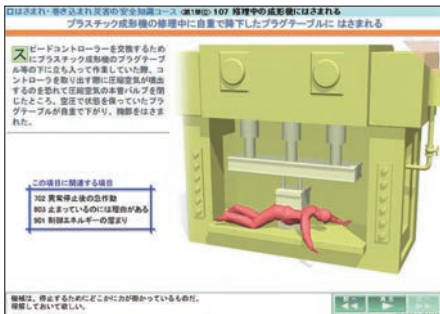 はさまれ・巻き込まれ災害の安全知識コース 107 修理中の成形機にはさまれる
プラスチック成形機の修理中に自重で降下したプラグテーブルに はさまれる
スピードコントローラーを交換するため
にプラスチック成形機のプラグテーブ
ル等の下に立ち入って作業していた際、コ
ントローラを取り出す際に圧縮空気が噴出
するのを恐れて圧縮空気の本管バルブを閉
じたところ、空圧で状態を保っていたプラ
グテーブルが自重で下がり、胸部をはさま
れた。
この項目に関連する項目
702 異常停止後の急作動
803 止まっているのには理由がある
901 制御エネルギーの溜まり
機械は、停止するためにどこかに力が掛かっているものだ。
理解しておいて欲しい。